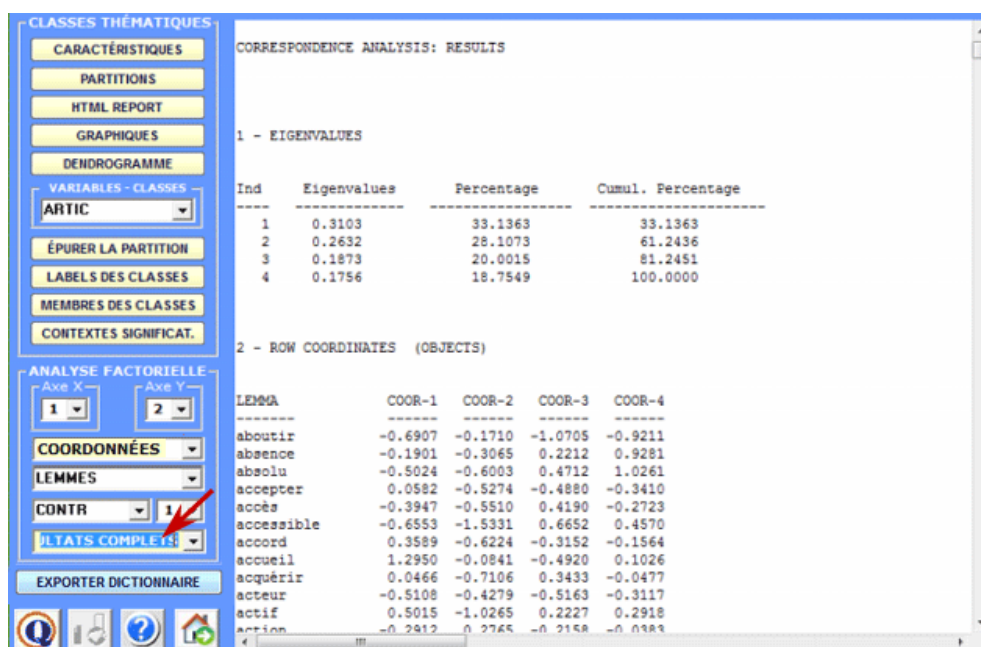 CLASSES THÉMATIQUES
CARACTÉRISTIQUES
PARTITIONS
HTML REPORT
GRAPHIQUES
DENDROGRAMME
VARIABLES - CLASSES
ARTIC
ÉPURER LA PARTITION
LABELS DES CLASSES
MEMBRES DES CLASSES
CONTEXTES SIGNIFICAT.
ANALYSE FACTORIELLE
Axe X Axe Y
1 2
COORDONNÉES
LEMMES
CONTR 1
ULTATS COMPLETS
EXPORTER DICTIONNAIRE
CORRESPONDENCE ANALYSIS: RESULTS
1 - EIGENVALUES
Ind Eigenvalues Percentage Cumul. Percentage
1 0.3103 33.1363 33.1363
2 0.2632 28.1073 61.2436
3 0.1873 20.0015 81.2451
4 0.1756 18.7549 100.0000
2 - ROW COORDINATES (OBJECTS)
LEMMA COOR-1 COOR-2 COOR-3 COOR-4
aboutir -0.6907 -0.1710 -1.0705 -0.9211
absence -0.1901 -0.3065 0.2212 0.9281
absolu -0.5024 -0.6003 0.4712 1.0261
accepter 0.0582 -0.5274 -0.4880 -0.3410
accès -0.3947 -0.5510 0.4190 -0.2723
accessible -0.6553 -1.5331 0.6652 0.4570
accord 0.3589 -0.6224 -0.3152 -0.1564
accueil 1.2950 -0.0841 -0.4920 0.1026
acquérir 0.0466 -0.7106 0.3433 -0.0477
acteur -0.5108 -0.4279 -0.5163 -0.3117
actif 0.5015 -1.0265 0.2227 0.2918
action -0.2912 0.2765 -0.2158 -0.0383